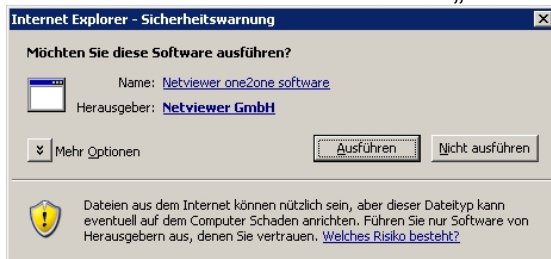 „
Internet Explorer - Sicherheitswarnung
Möchten Sie diese Software ausführen?
Name: Netviewer one2one software
Herausgeber: Netviewer GmbH
Mehr Optionen
Ausführen
Nicht ausführen
Dateien aus dem Internet können nützlich sein, aber dieser Dateityp kann
eventuell auf dem Computer Schaden anrichten. Führen Sie nur Software von
Herausgebern aus, denen Sie vertrauen. Welches Risiko besteht?